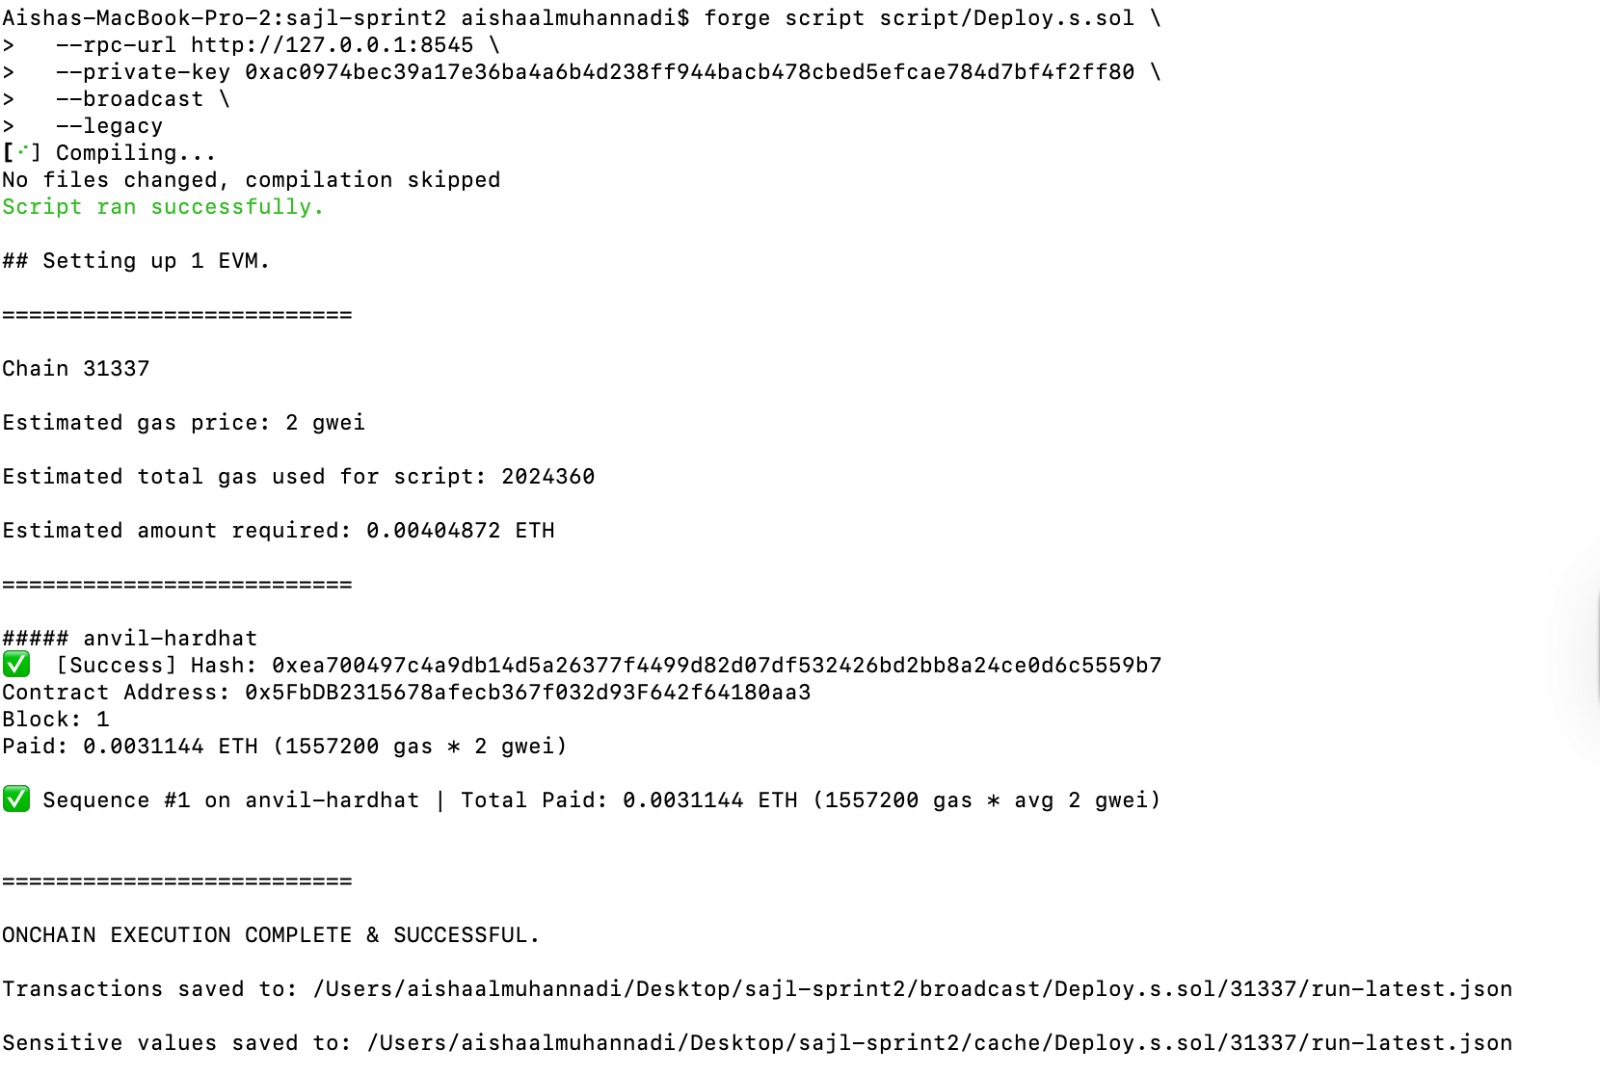 Aishas-MacBook-Pro-2:sajl-sprint2 aishaalmuhannadi$ forge script script/Deploy.s.sol \
>   --rpc-url http://127.0.0.1:8545 \
>   --private-key 0xac0974bec39a17e36ba4a6b4d238ff944bacb478cbed5efcae784d7bf4f2ff80 \
>   --broadcast \
>   --legacy
[⠊] Compiling...
No files changed, compilation skipped
Script ran successfully.

## Setting up 1 EVM.

==========================

Chain 31337

Estimated gas price: 2 gwei

Estimated total gas used for script: 2024360

Estimated amount required: 0.00404872 ETH

==========================

##### anvil-hardhat
✅  [Success] Hash: 0xea700497c4a9db14d5a26377f4499d82d07df532426bd2bb8a24ce0d6c5559b7
Contract Address: 0x5FbDB2315678afecb367f032d93F642f64180aa3
Block: 1
Paid: 0.0031144 ETH (1557200 gas * 2 gwei)

✅ Sequence #1 on anvil-hardhat | Total Paid: 0.0031144 ETH (1557200 gas * avg 2 gwei)

==========================

ONCHAIN EXECUTION COMPLETE & SUCCESSFUL.

Transactions saved to: /Users/aishaalmuhannadi/Desktop/sajl-sprint2/broadcast/Deploy.s.sol/31337/run-latest.json

Sensitive values saved to: /Users/aishaalmuhannadi/Desktop/sajl-sprint2/cache/Deploy.s.sol/31337/run-latest.json